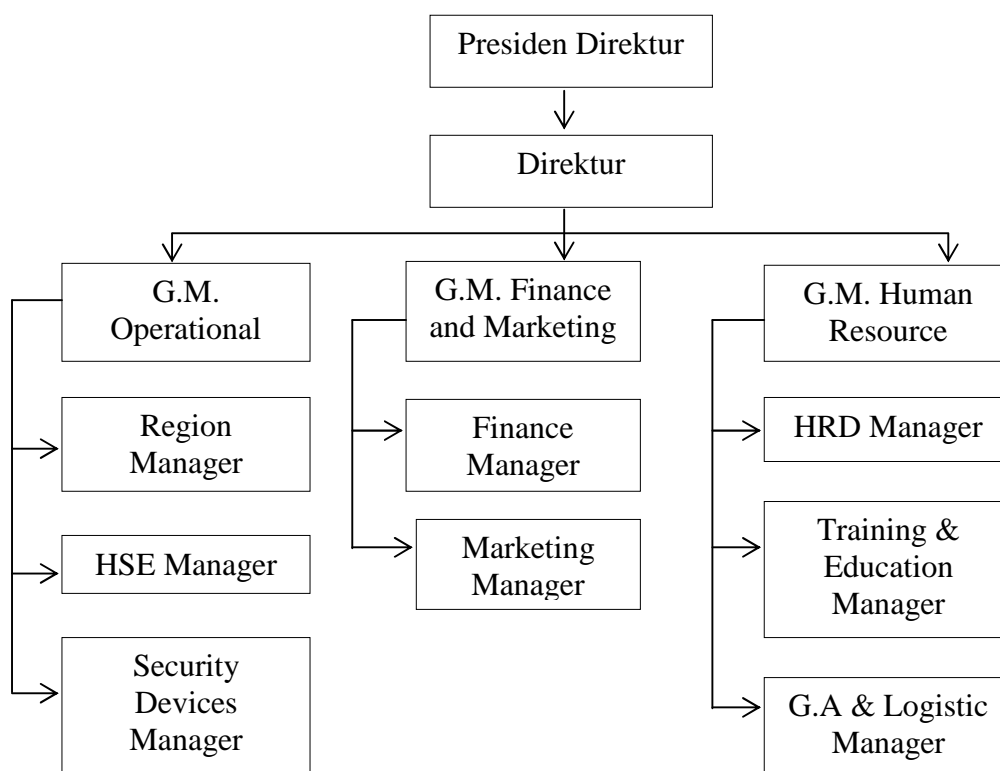 Presiden Direktur
Direktur
G.M.
Operational
G.M. Finance
and Marketing
G.M. Human
Resource
Region
Manager
HSE Manager
Security
Devices
Manager
Finance
Manager
Marketing
Manager
HRD Manager
Training &
Education
Manager
G.A & Logistic
Manager